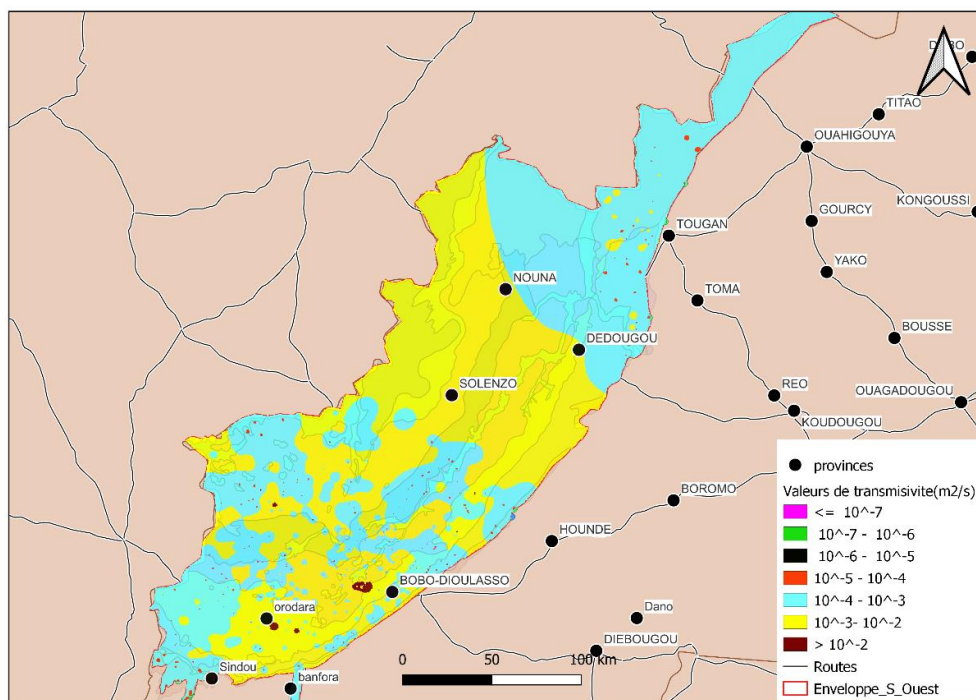 TITAO
OUAHIGOUYA
KONGOUSSI
GOURCY
TOUGAN
YAKO
NOUNA
TOMA
BOUSSE
DEDOUGOU
SOLENZO
REO
OUAGADOUGOU
KOUDOUGOU
BOROMO
HOUNDE
BOBO-DIOULASSO
orodara
Dano
DIEBOUGOU
Sindou
banfora
0 50 100 km
provinces
Valeurs de transmisivite(m2/s)
<= 10^-7
10^-7 - 10^-6
10^-6 - 10^-5
10^-5 - 10^-4
10^-4 - 10^-3
10^-3 - 10^-2
> 10^-2
Routes
Enveloppe_S_Ouest